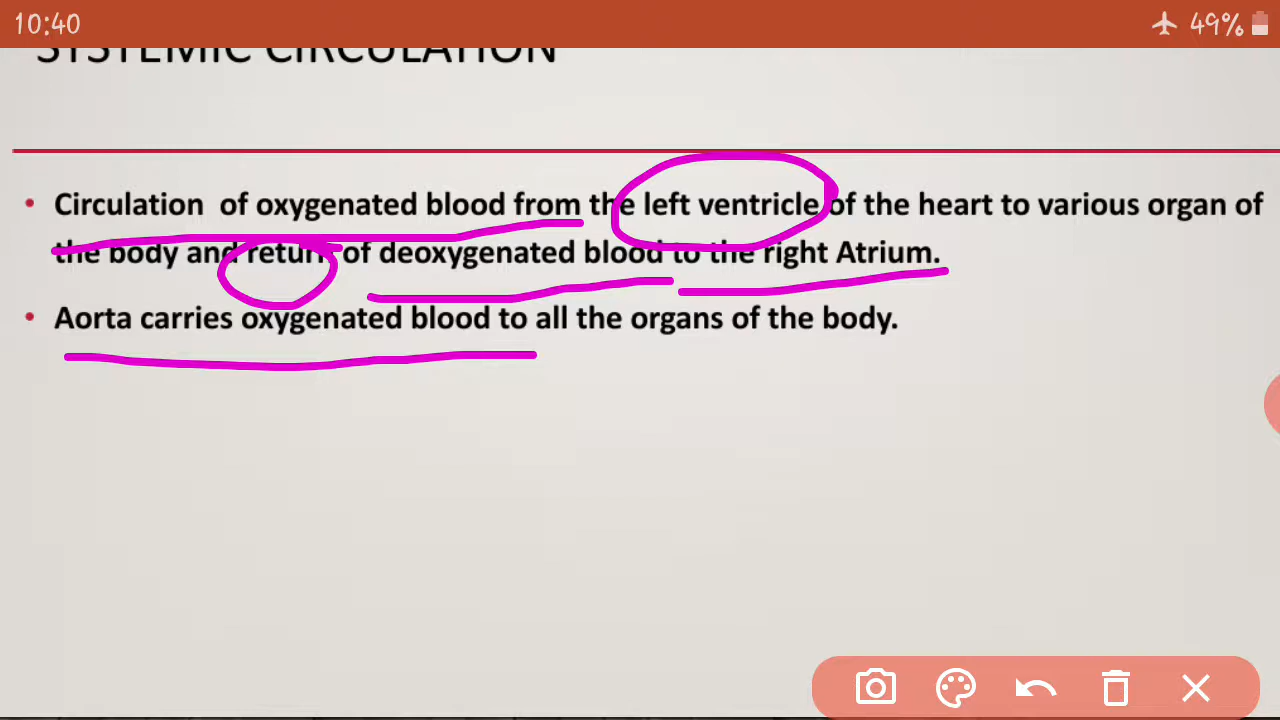 10:40 49%
SYSTEMIC CIRCULATION
• Circulation of oxygenated blood from the left ventricle of the heart to various organ of
the body and return of deoxygenated blood to the right Atrium.
• Aorta carries oxygenated blood to all the organs of the body.